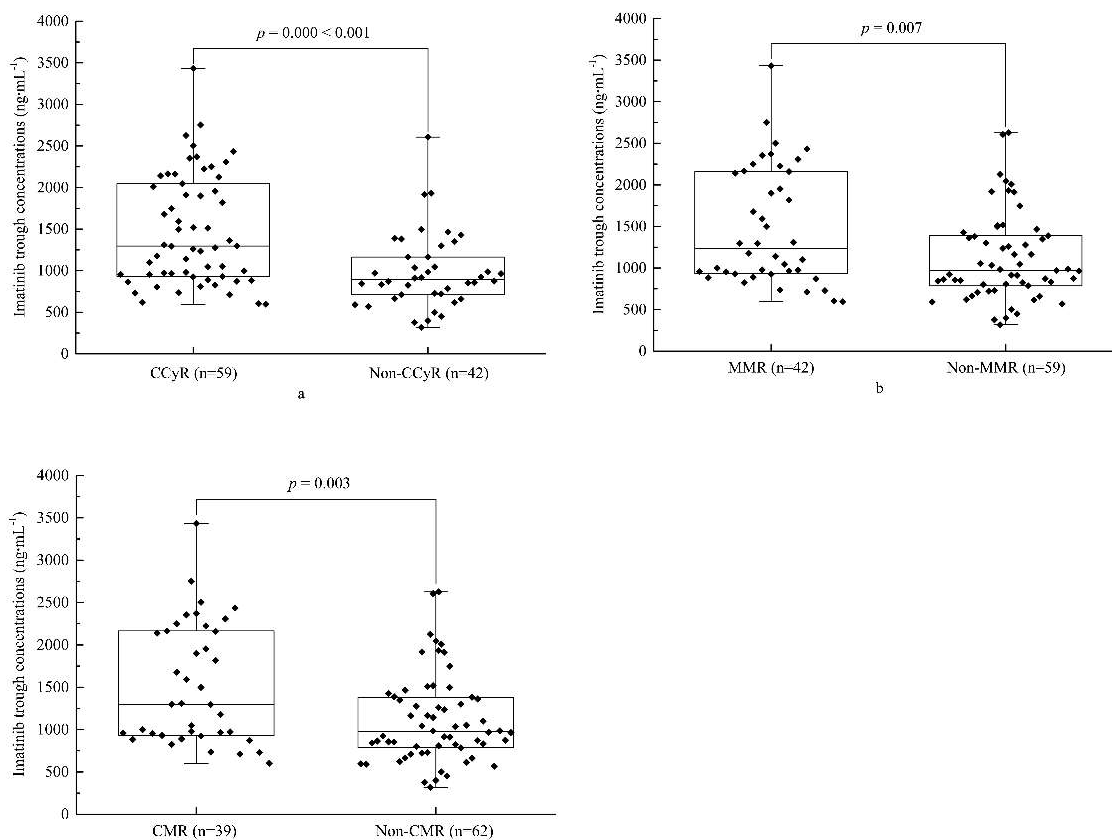 p = 0.000 < 0.001
Imatinib trough concentrations (ng·mL⁻¹)
4000
3500
3000
2500
2000
1500
1000
500
0
CCyR (n=59)
Non-CCyR (n=42)
a
p = 0.007
Imatinib trough concentrations (ng·mL⁻¹)
4000
3500
3000
2500
2000
1500
1000
500
0
MMR (n=42)
Non-MMR (n=59)
b
p = 0.003
Imatinib trough concentrations (ng·mL⁻¹)
4000
3500
3000
2500
2000
1500
1000
500
0
CMR (n=39)
Non-CMR (n=62)